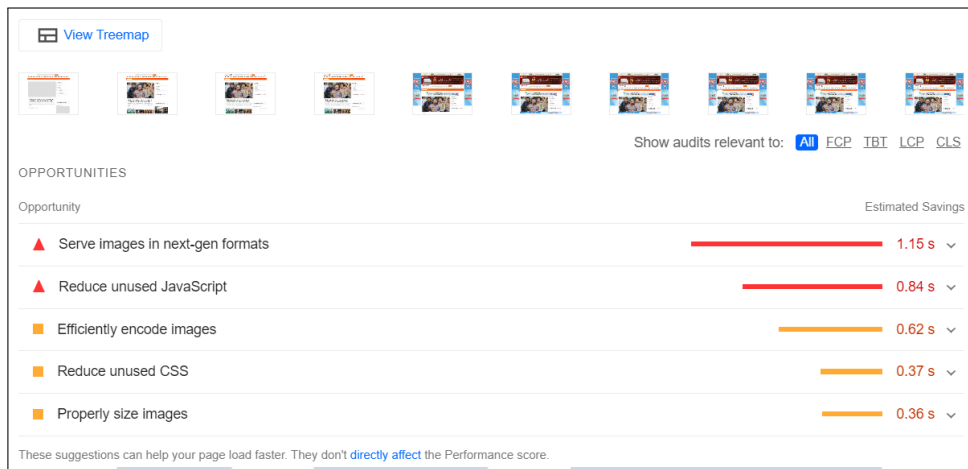 View Treemap
Show audits relevant to: All FCP TBT LCP CLS
OPPORTUNITIES
Opportunity Estimated Savings
Serve images in next-gen formats 1.15 s
Reduce unused JavaScript 0.84 s
Efficiently encode images 0.62 s
Reduce unused CSS 0.37 s
Properly size images 0.36 s
These suggestions can help your page load faster. They don't directly affect the Performance score.